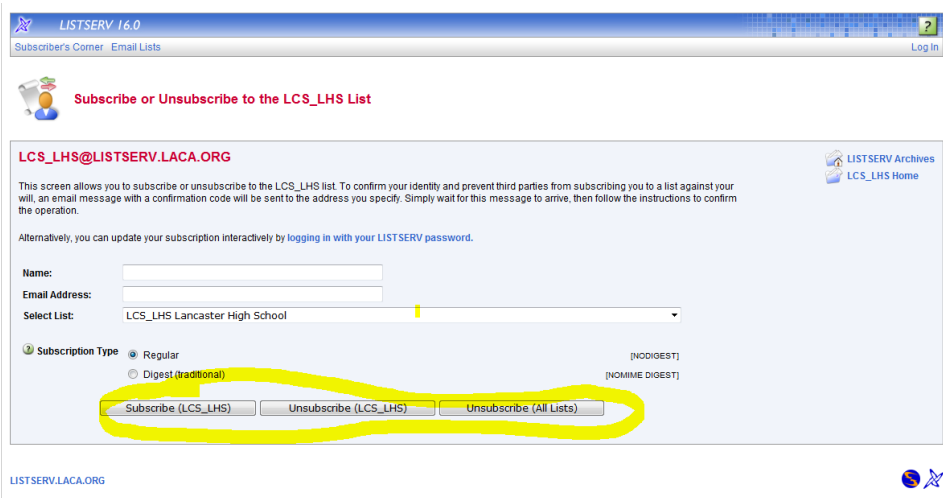 LISTSERV 16.0
?
Subscriber's Corner Email Lists Log In
Subscribe or Unsubscribe to the LCS_LHS List
LCS_LHS@LISTSERV.LACA.ORG
LISTSERV Archives
LCS_LHS Home
This screen allows you to subscribe or unsubscribe to the LCS_LHS list. To confirm your identity and prevent third parties from subscribing you to a list against your
will, an email message with a confirmation code will be sent to the address you specify. Simply wait for this message to arrive, then follow the instructions to confirm
the operation.
Alternatively, you can update your subscription interactively by logging in with your LISTSERV password.
Name:
Email Address:
Select List: LCS_LHS Lancaster High School
? Subscription Type Regular [NODIGEST]
Digest (traditional) [NOMIME DIGEST]
Subscribe (LCS_LHS) Unsubscribe (LCS_LHS) Unsubscribe (All Lists)
LISTSERV.LACA.ORG